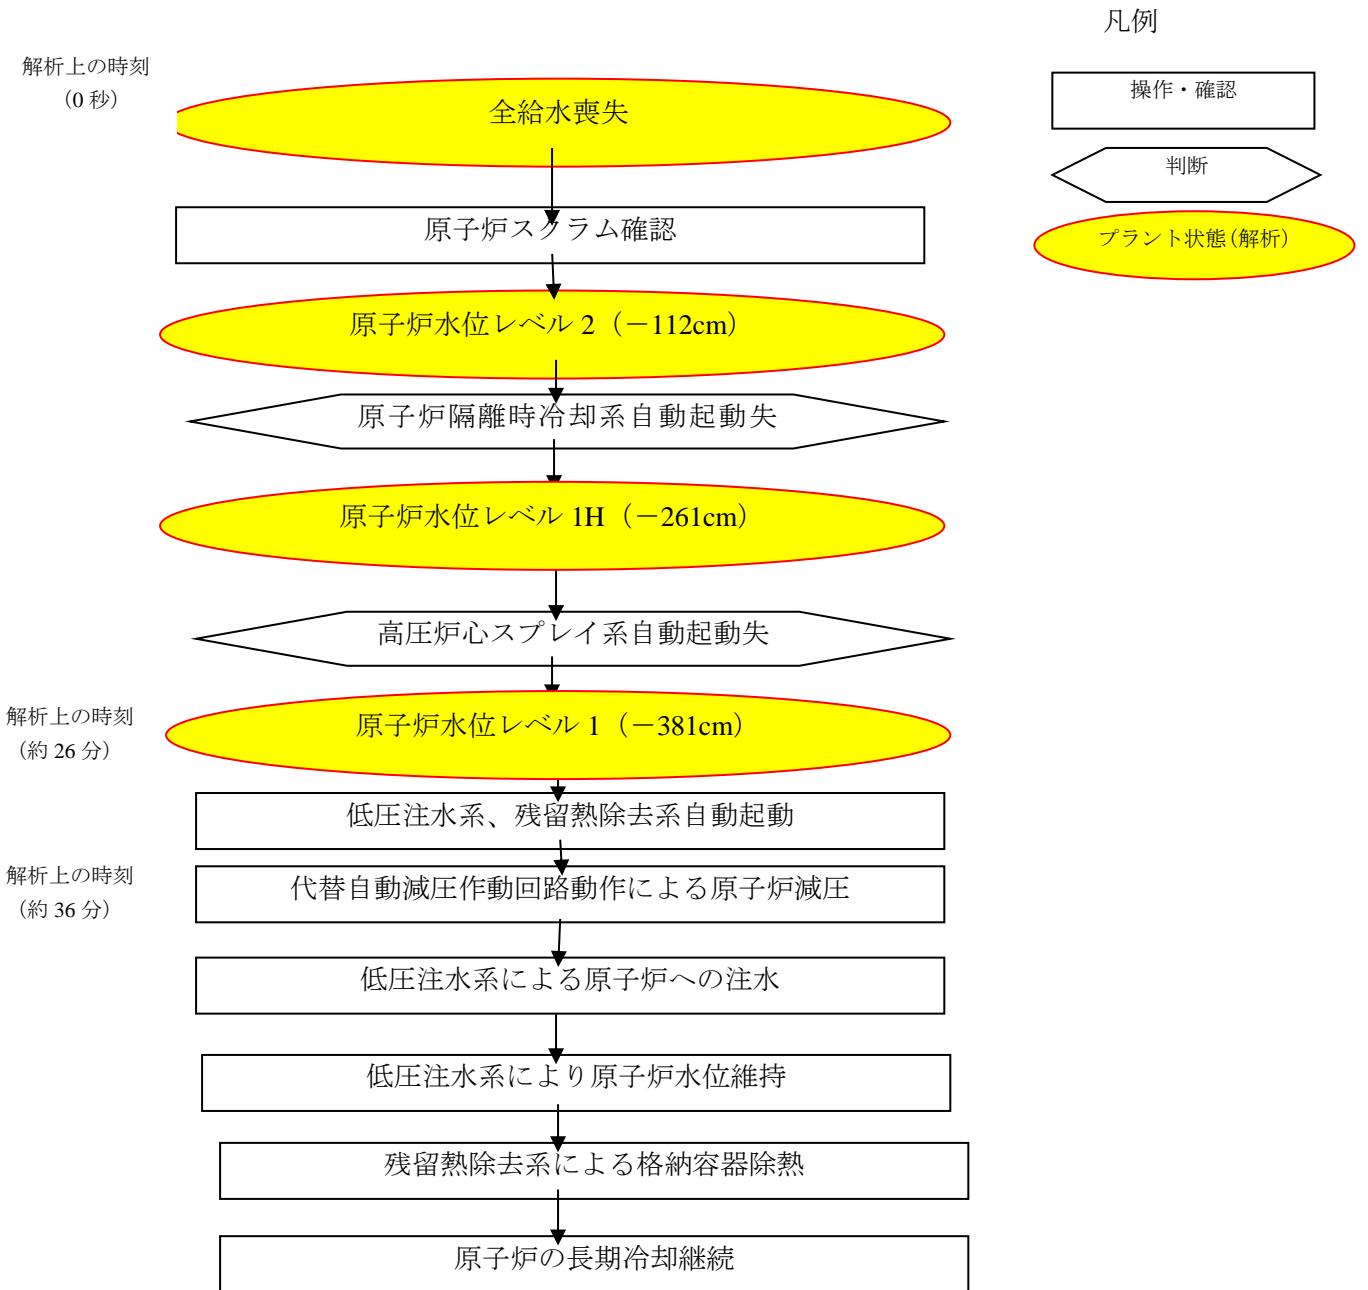 凡例
解析上の時刻
（0 秒）
操作・確認
全給水喪失
判断
原子炉スクラム確認
プラント状態（解析）
原子炉水位レベル 2（－112cm）
原子炉隔離時冷却系自動起動失
原子炉水位レベル 1H（－261cm）
高圧炉心スプレイ系自動起動失
解析上の時刻
（約 26 分）
原子炉水位レベル 1（－381cm）
低圧注水系、残留熱除去系自動起動
解析上の時刻
（約 36 分）
代替自動減圧作動回路動作による原子炉減圧
低圧注水系による原子炉への注水
低圧注水系により原子炉水位維持
残留熱除去系による格納容器除熱
原子炉の長期冷却継続